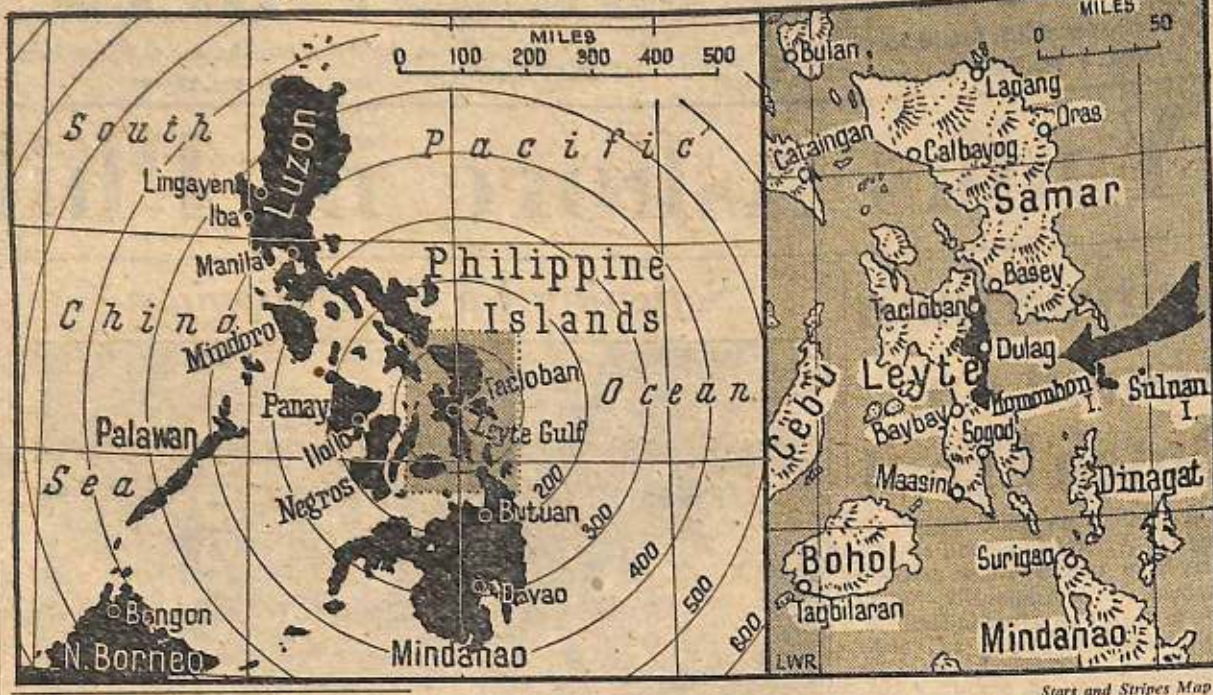 MILES
0 100 200 300 400 500
South
Pacific
Luzon
Lingayen
Iba
Manila
Philippine
Islands
China
Mindoro
Tacloban
Ocean
Panay
Iloilo
Leyte Gulf
Palawan
Negros
Sea
200
Butuan
300
400
Davao
500
600
Bongon
N. Borneo
Mindanao
MILES
0 50
Bulan
Laoang
Oras
Cataingan
Calbayog
Samar
Basey
Tacloban
Dulag
Leyte
Homonhon
I.
Suluan
I.
Cebu
Baybay
Sogod
Maasin
Dinagat
Bohol
Surigao
Tagbilaran
Mindanao
LWR
Stars and Stripes Map